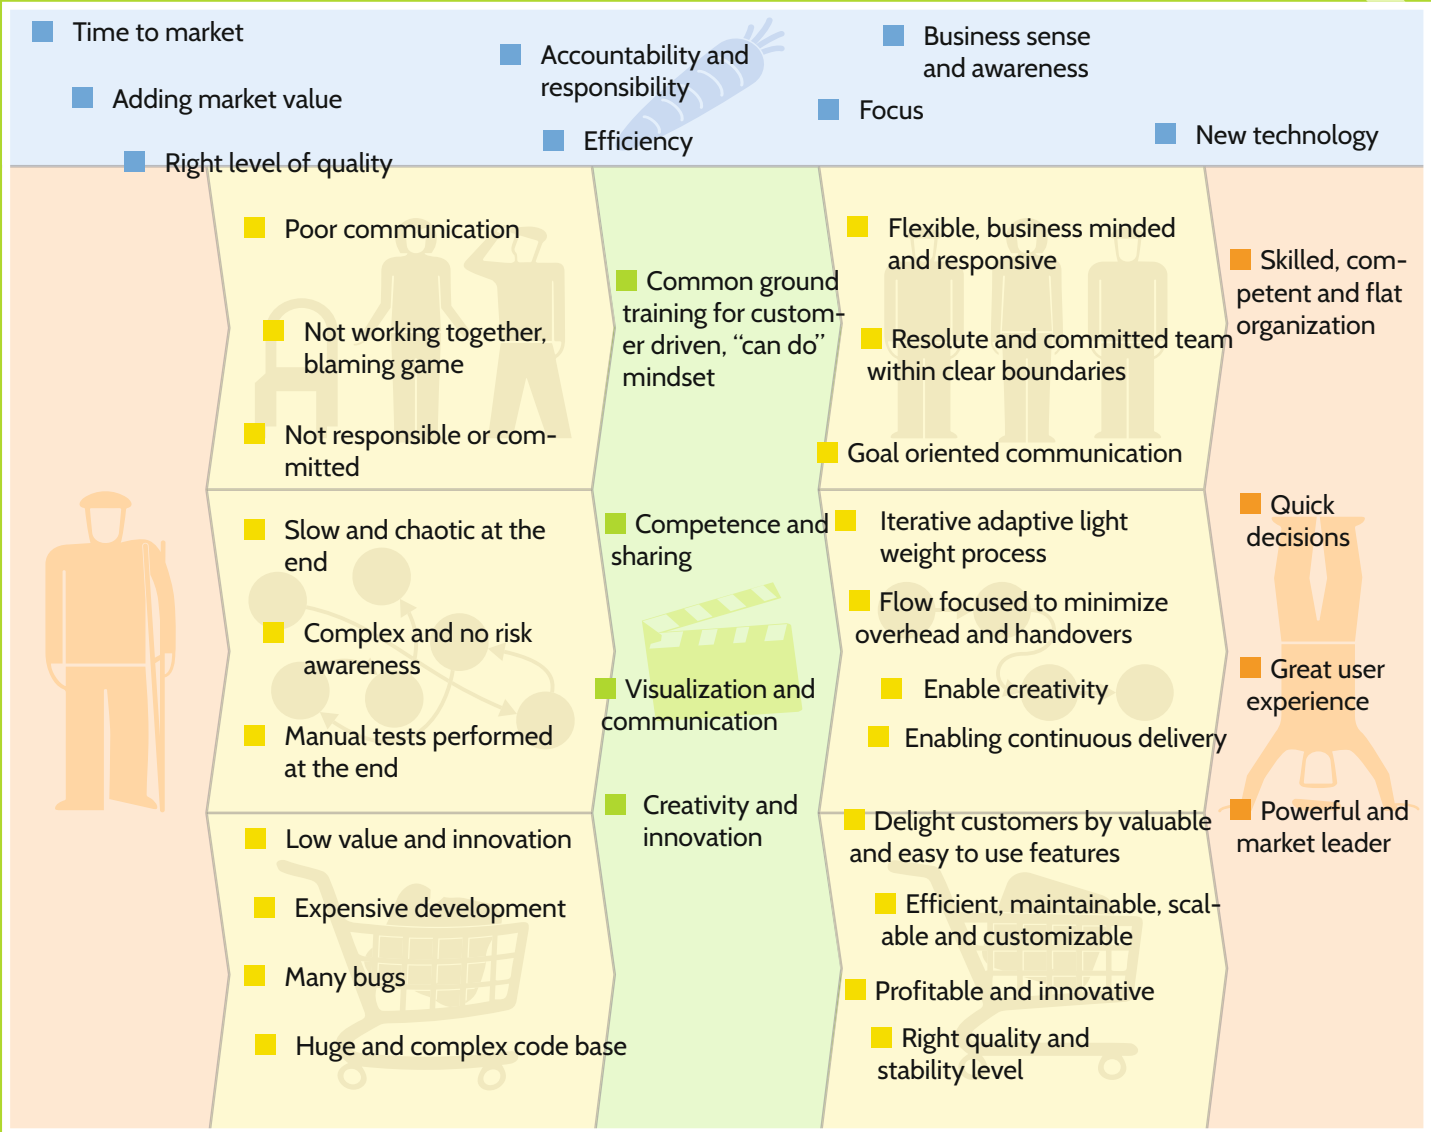 Time to market
Adding market value
Right level of quality
Accountability and
responsibility
Efficiency
Business sense
and awareness
Focus
New technology
Poor communication
Not working together,
blaming game
Not responsible or com-
mitted
Slow and chaotic at the
end
Complex and no risk
awareness
Manual tests performed
at the end
Low value and innovation
Expensive development
Many bugs
Huge and complex code base
Common ground
training for custom-
er driven, “can do”
mindset
Competence and
sharing
Visualization and
communication
Creativity and
innovation
Flexible, business minded
and responsive
Resolute and committed team
within clear boundaries
Goal oriented communication
Iterative adaptive light
weight process
Flow focused to minimize
overhead and handovers
Enable creativity
Enabling continuous delivery
Delight customers by valuable
and easy to use features
Efficient, maintainable, scal-
able and customizable
Profitable and innovative
Right quality and
stability level
Skilled, com-
petent and flat
organization
Quick
decisions
Great user
experience
Powerful and
market leader